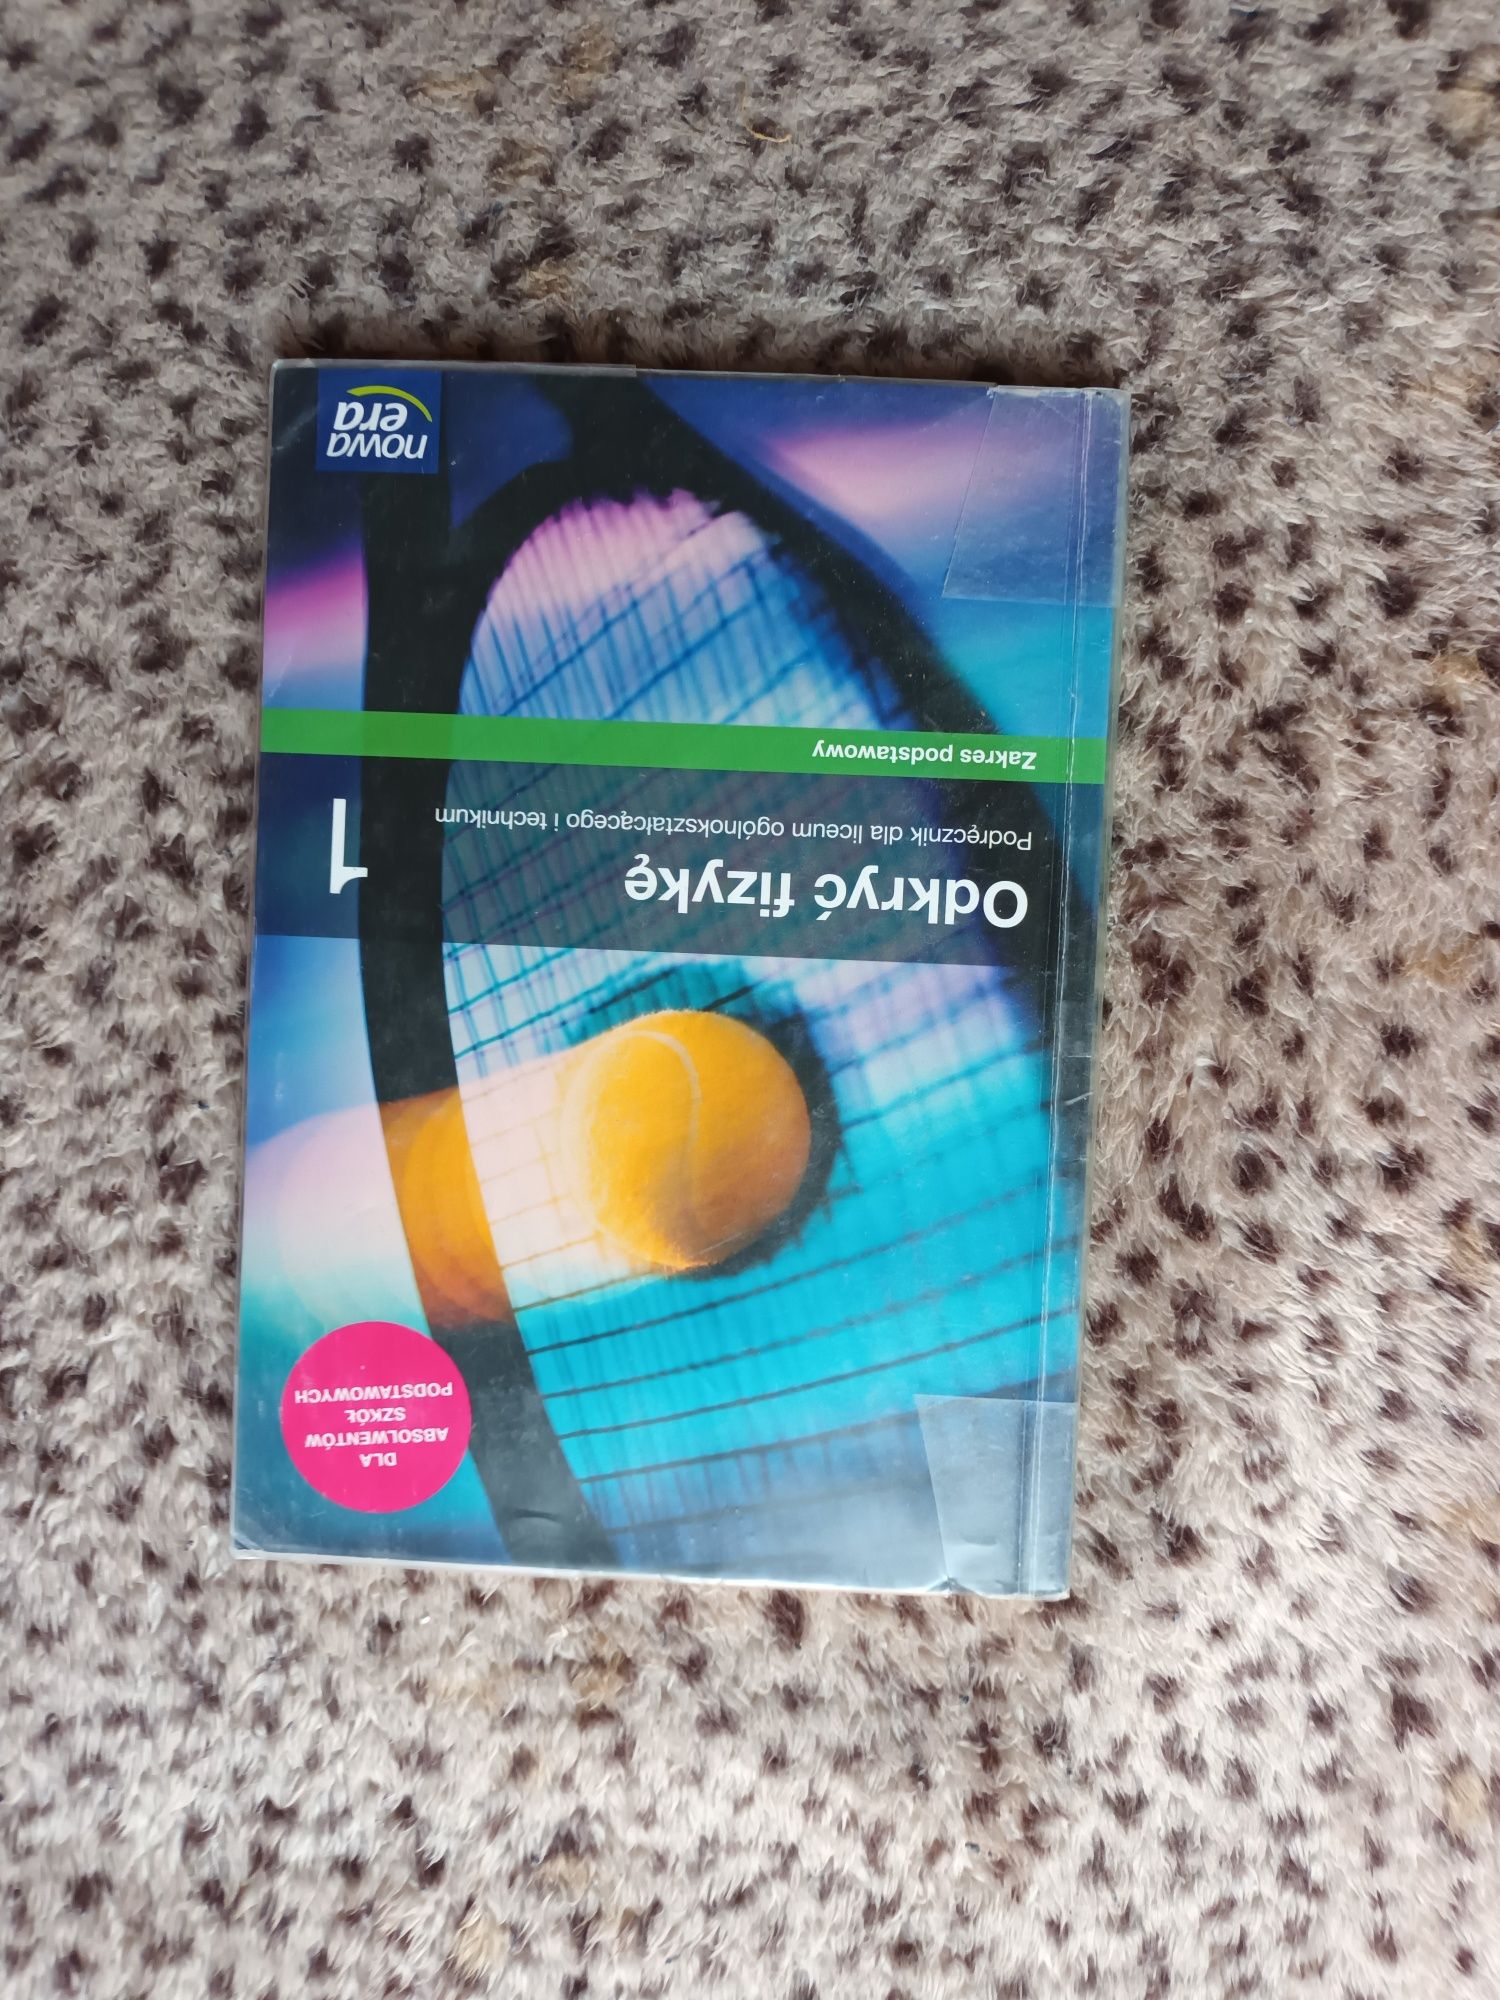 DLA
ABSOLWENTÓW
SZKÓŁ
PODSTAWOWYCH
Odkryć fizykę
1
Podręcznik dla liceum ogólnokształcącego i technikum
Zakres podstawowy
nowa
era